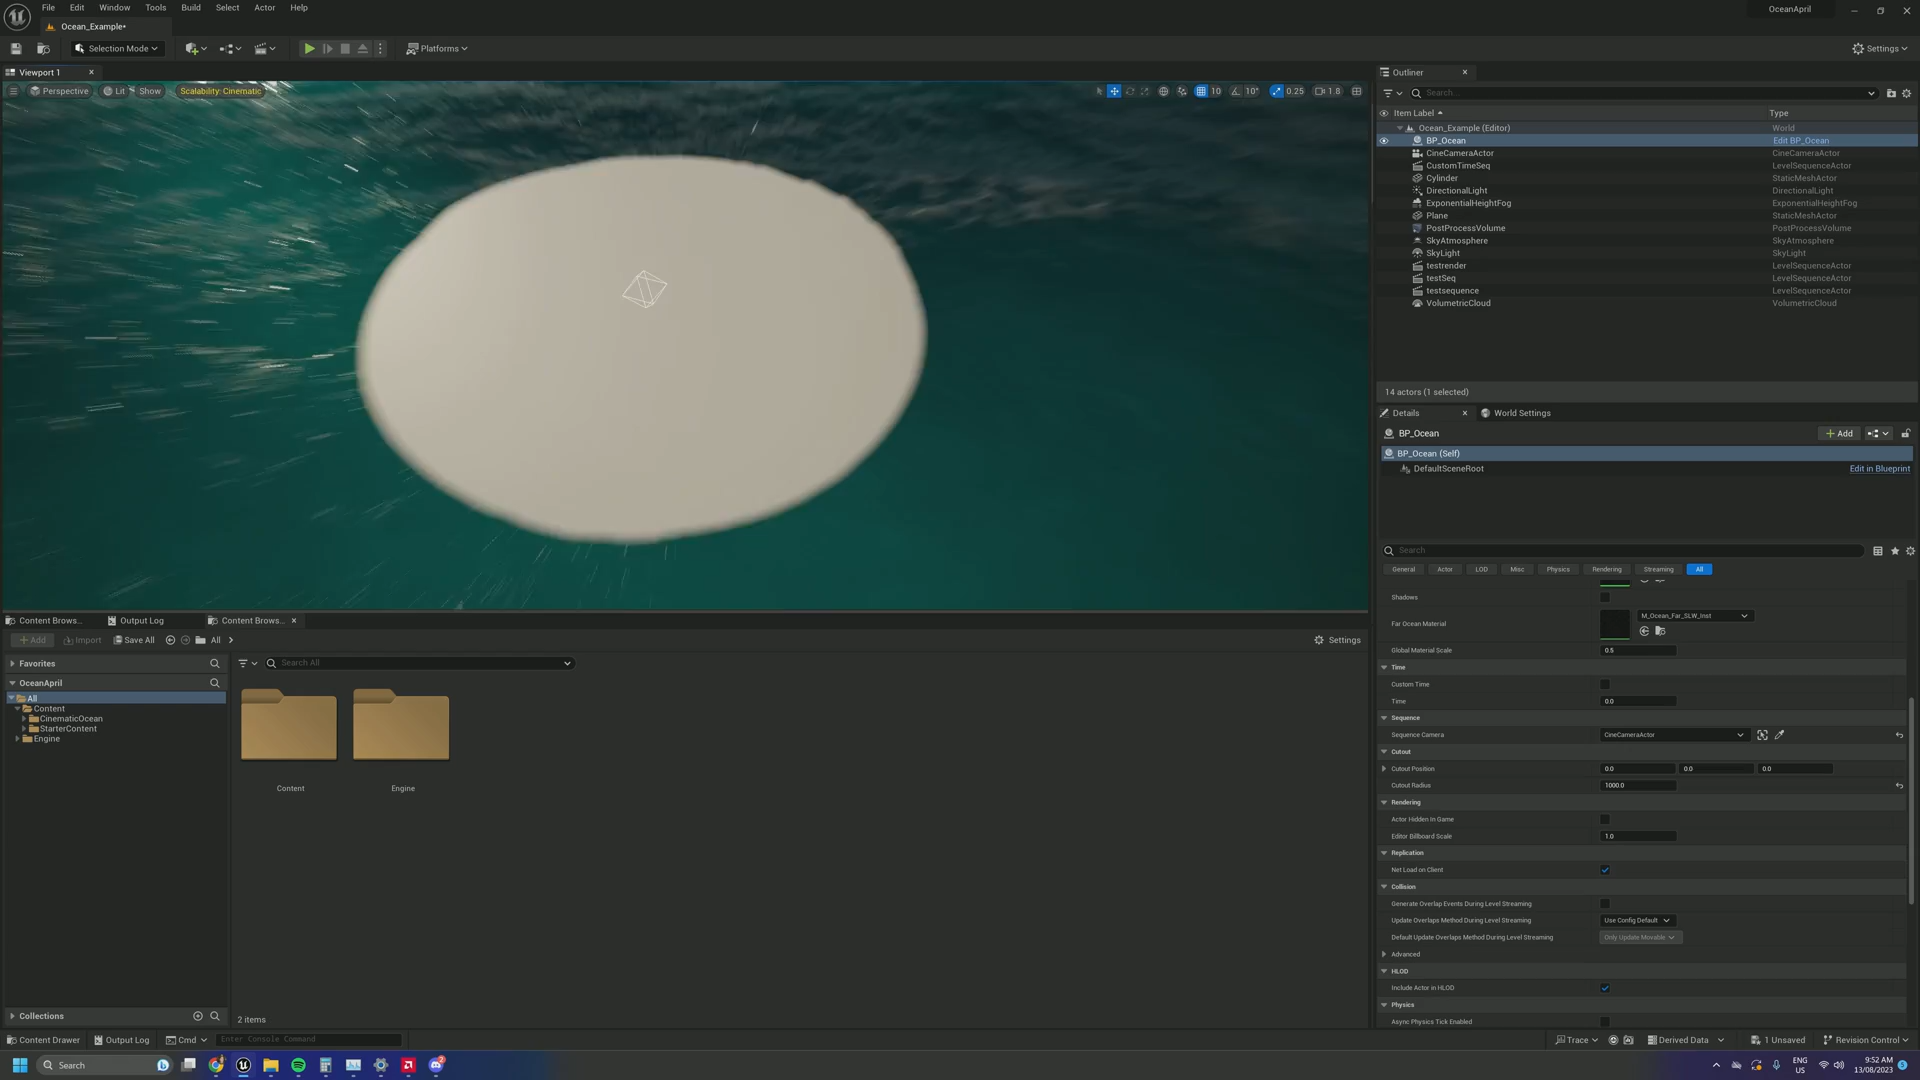 File Edit Window Tools Build Select Actor Help
OceanApril
Ocean_Example*
Selection Mode
Platforms
Settings
Viewport 1
Perspective Lit Show Scalability: Cinematic
10 10° 0.25 1.8
Outliner
Search...
Item Label Type
Ocean_Example (Editor) World
BP_Ocean Edit BP_Ocean
CineCameraActor CineCameraActor
CustomTimeSeq LevelSequenceActor
Cylinder StaticMeshActor
DirectionalLight DirectionalLight
ExponentialHeightFog ExponentialHeightFog
Plane StaticMeshActor
PostProcessVolume PostProcessVolume
SkyAtmosphere SkyAtmosphere
SkyLight SkyLight
testrender LevelSequenceActor
testSeq LevelSequenceActor
testsequence LevelSequenceActor
VolumetricCloud VolumetricCloud
14 actors (1 selected)
Details World Settings
BP_Ocean
Add
BP_Ocean (Self)
DefaultSceneRoot Edit in Blueprint
Search
General Actor LOD Misc Physics Rendering Streaming All
Shadows
Far Ocean Material M_Ocean_Far_SLW_Inst
Global Material Scale 0.5
Time
Custom Time
Time 0.0
Sequence
Sequence Camera CineCameraActor
Cutout
Cutout Position 0.0 0.0 0.0
Cutout Radius 1000.0
Rendering
Actor Hidden In Game
Editor Billboard Scale 1.0
Replication
Net Load on Client
Collision
Generate Overlap Events During Level Streaming
Update Overlaps Method During Level Streaming Use Config Default
Default Update Overlaps Method During Level Streaming Only Update Movable
Advanced
HLOD
Include Actor in HLOD
Physics
Async Physics Tick Enabled
Content Brows... Output Log Content Brows...
Add Import Save All All
Settings
Favorites
Search All
OceanApril
All
Content
CinematicOcean
StarterContent
Engine
Content Engine
Collections
2 items
Content Drawer Output Log Cmd Enter Console Command
Trace Derived Data 1 Unsaved Revision Control
Search
2
ENG
US
9:52 AM
13/08/2023